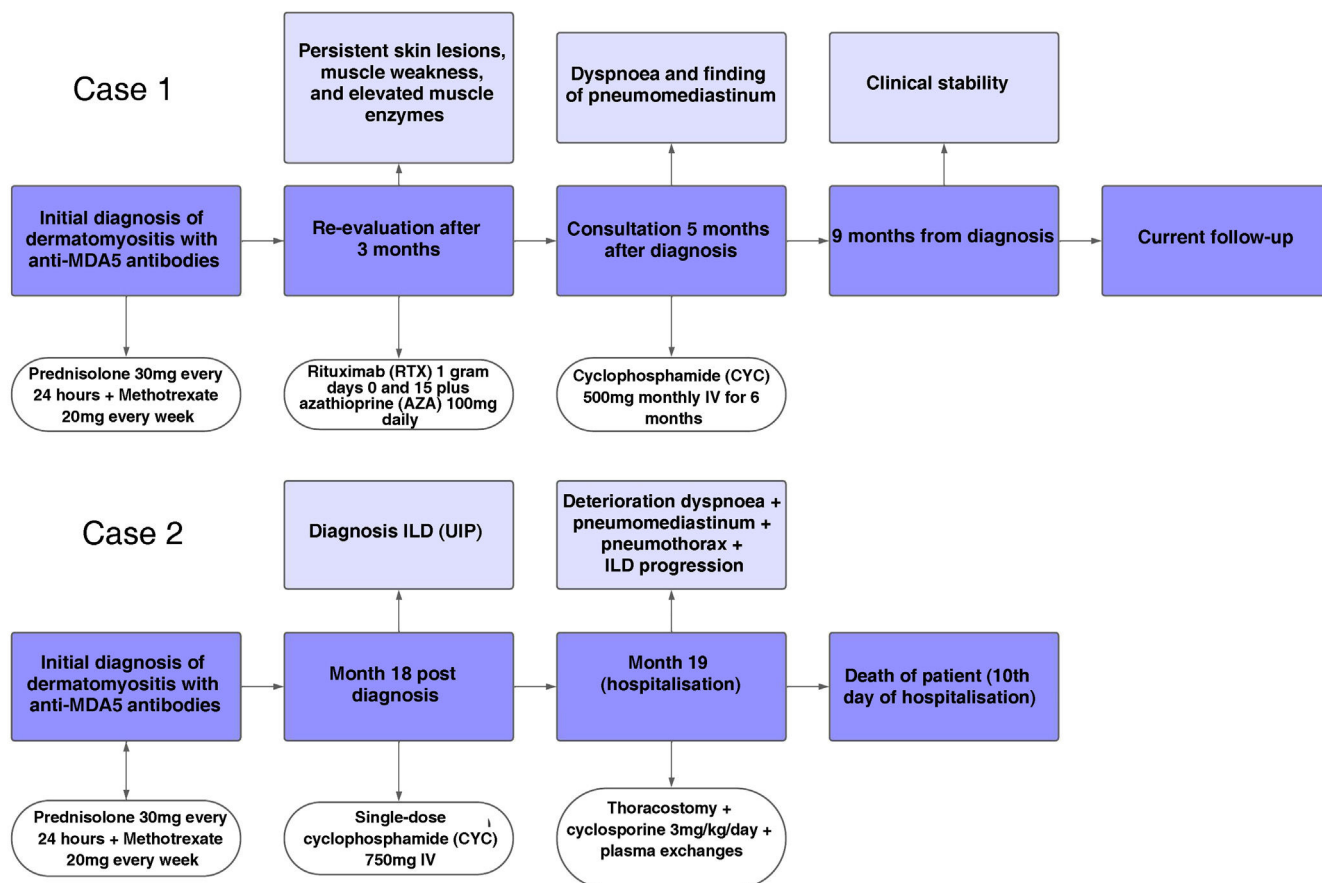 Case 1
Persistent skin lesions,
muscle weakness,
and elevated muscle
enzymes
Dyspnoea and finding
of pneumomediastinum
Clinical stability
Initial diagnosis of
dermatomyositis with
anti-MDA5 antibodies
Re-evaluation after
3 months
Consultation 5 months
after diagnosis
9 months from diagnosis
Current follow-up
Prednisolone 30mg every
24 hours + Methotrexate
20mg every week
Rituximab (RTX) 1 gram
days 0 and 15 plus
azathioprine (AZA) 100mg
daily
Cyclophosphamide (CYC)
500mg monthly IV for 6
months
Case 2
Diagnosis ILD (UIP)
Deterioration dyspnoea +
pneumomediastinum +
pneumothorax +
ILD progression
Initial diagnosis of
dermatomyositis with
anti-MDA5 antibodies
Month 18 post
diagnosis
Month 19
(hospitalisation)
Death of patient (10th
day of hospitalisation)
Prednisolone 30mg every
24 hours + Methotrexate
20mg every week
Single-dose
cyclophosphamide (CYC)
750mg IV
Thoracostomy +
cyclosporine 3mg/kg/day +
plasma exchanges